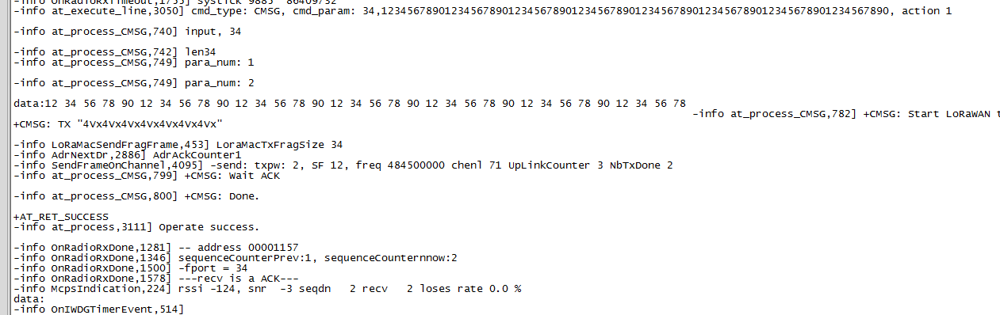 -info OnRadioRxTimeout,1755] systick 9885  86409732
-info at_execute_line,3050] cmd_type: CMSG, cmd_param: 34,12345678901234567890123456789012345678901234567890123456789012345678901234567890, action 1
-info at_process_CMSG,740] input, 34
-info at_process_CMSG,742] len34
-info at_process_CMSG,749] para_num: 1
-info at_process_CMSG,749] para_num: 2
data:12 34 56 78 90 12 34 56 78 90 12 34 56 78 90 12 34 56 78 90 12 34 56 78 90 12 34 56 78 90 12 34 56 78
-info at_process_CMSG,782] +CMSG: Start LoRaWAN t
+CMSG: TX "4Vx4Vx4Vx4Vx4Vx4Vx4Vx"
-info LoRaMacSendFragFrame,453] LoraMacTxFragSize 34
-info AdrNextDr,2886] AdrAckCounter1
-info SendFrameOnChannel,4095] -send: txpw: 2, SF 12, freq 484500000 chenl 71 UpLinkCounter 3 NbTxDone 2
-info at_process_CMSG,799] +CMSG: Wait ACK
-info at_process_CMSG,800] +CMSG: Done.
+AT_RET_SUCCESS
-info at_process,3111] Operate success.
-info OnRadioRxDone,1281] -- address 00001157
-info OnRadioRxDone,1346] sequenceCounterPrev:1, sequenceCounternnow:2
-info OnRadioRxDone,1500] -fport = 34
-info OnRadioRxDone,1578] ---recv is a ACK---
-info McpsIndication,224] rssi -124, snr  -3 seqdn   2 recv   2 loses rate 0.0 %
data:
-info OnIWDGTimerEvent,514]